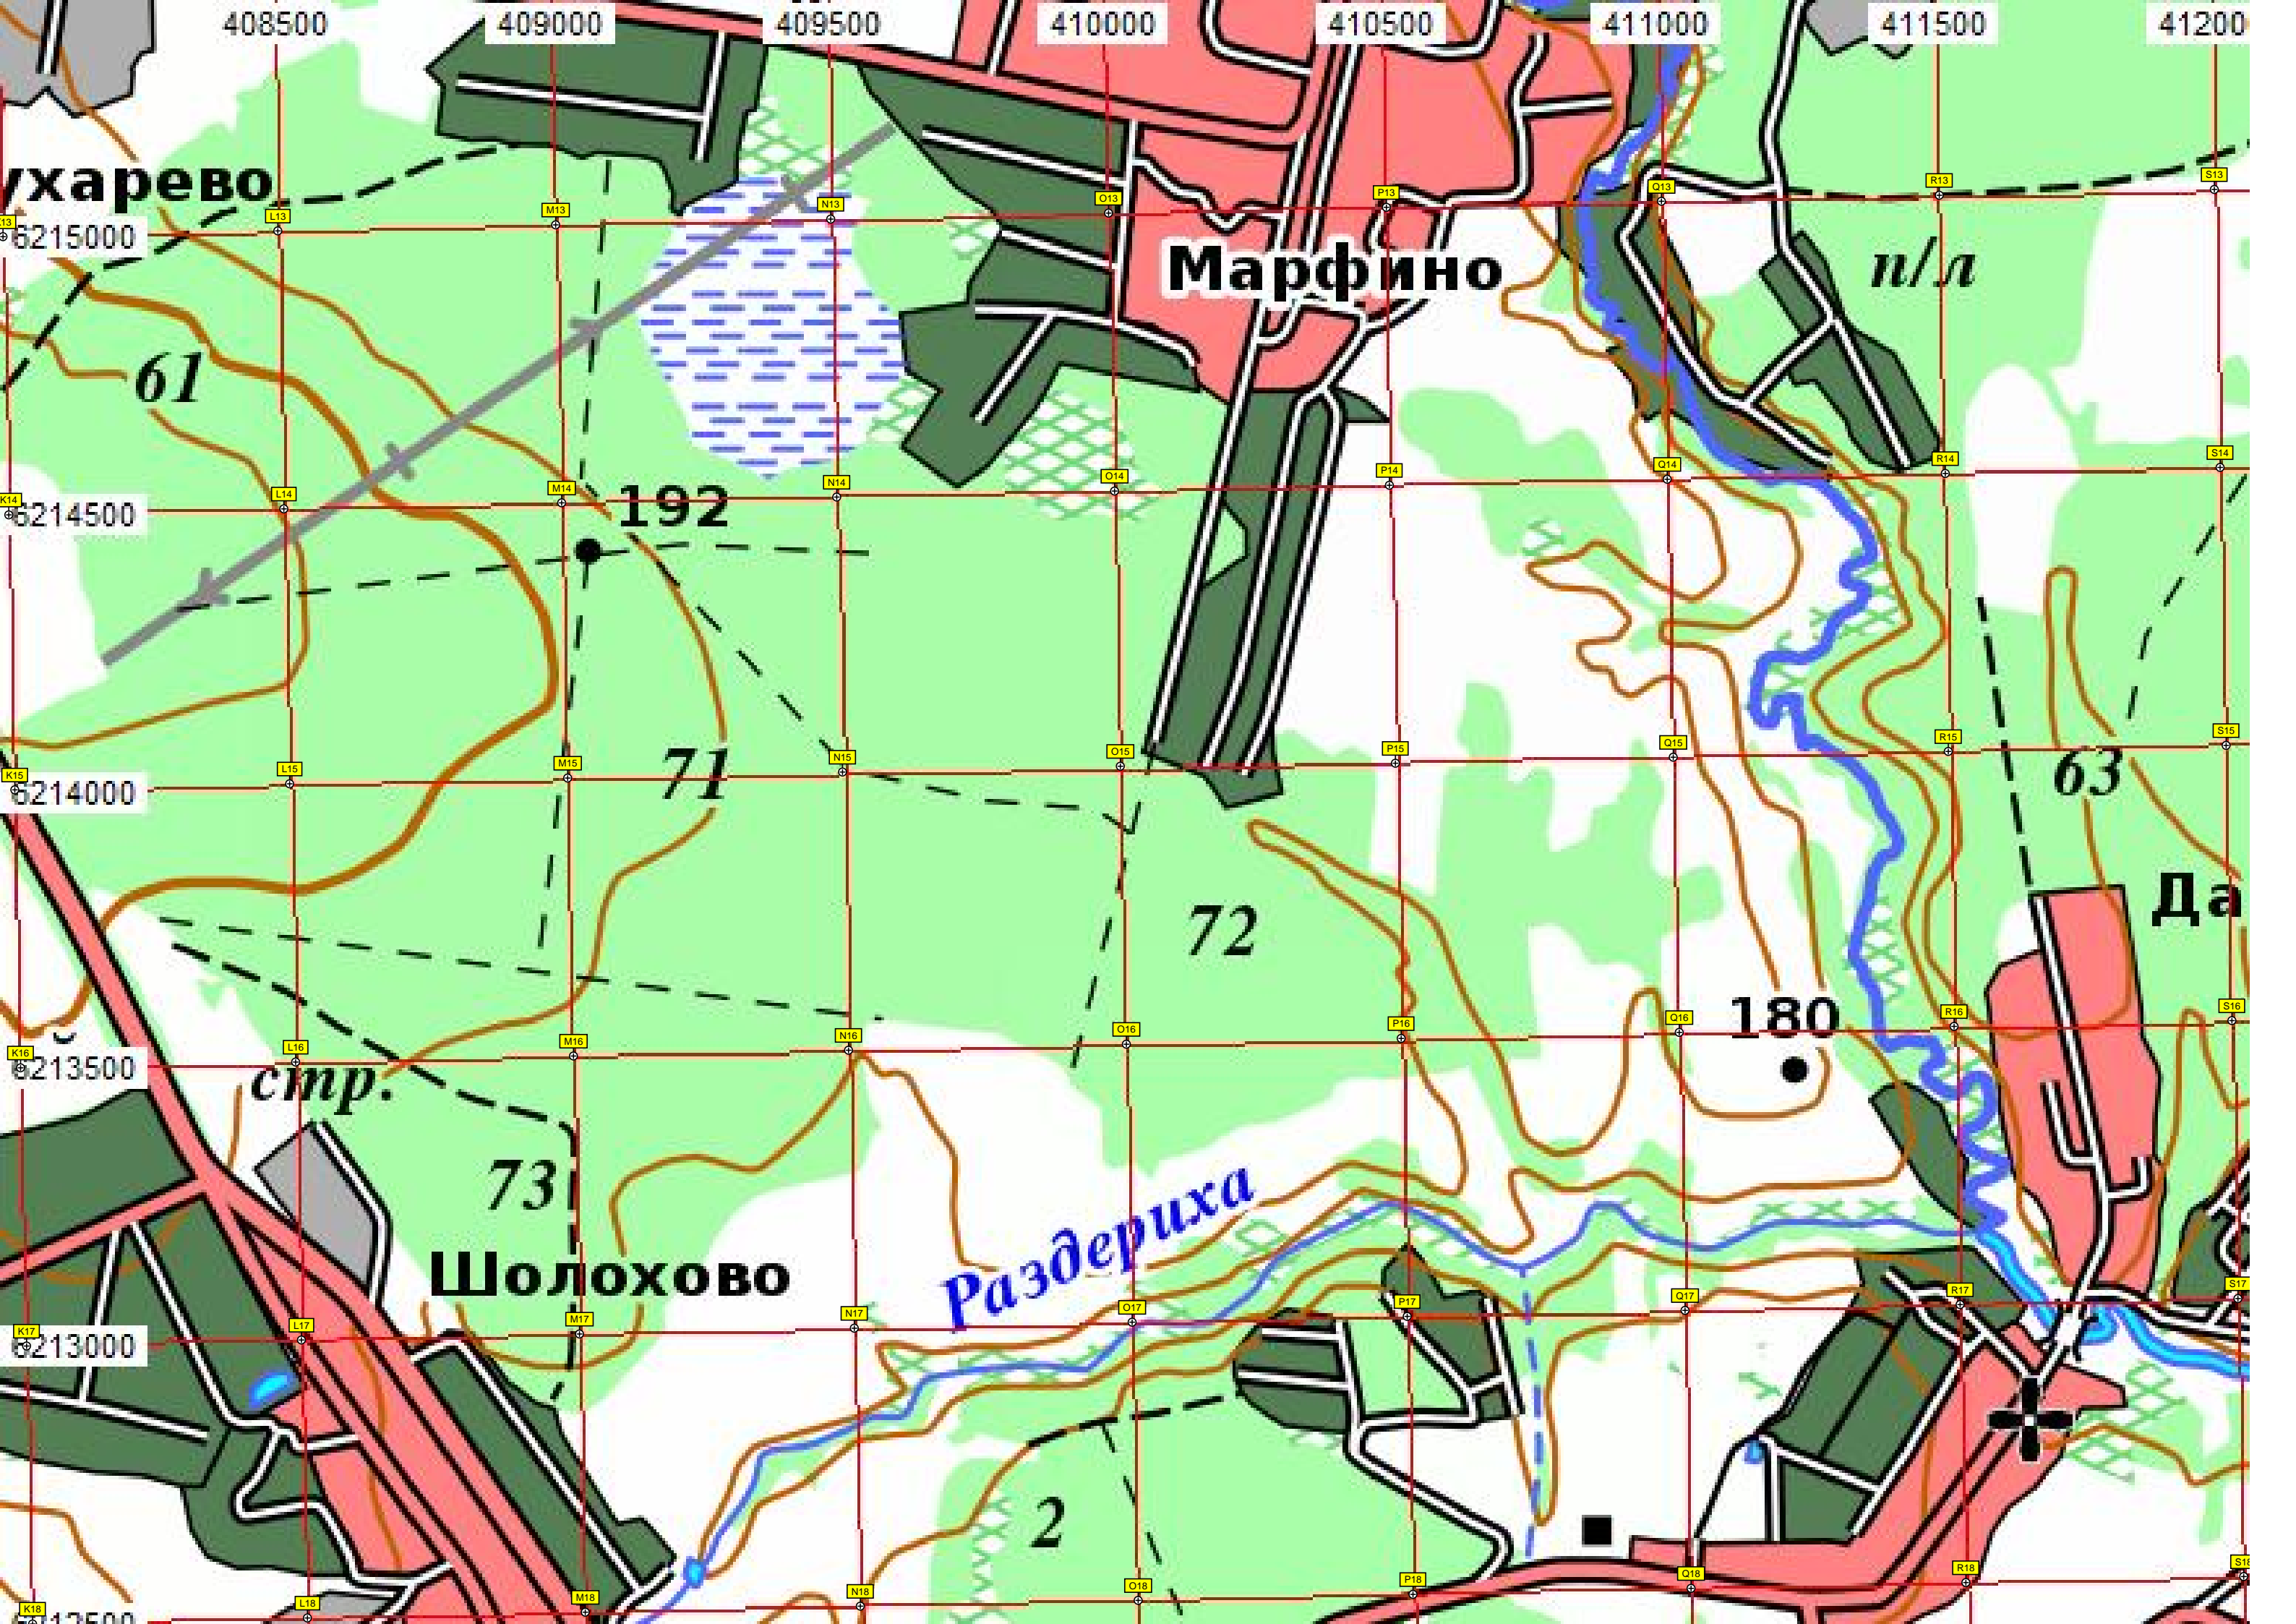 408500 409000 409500 410000 410500 411000 411500 41200
ухарево
K13 L13 M13 N13 O13 P13 Q13 R13 S13
6215000
Марфино
п/л
61
K14 L14 M14 N14 O14 P14 Q14 R14 S14
6214500
192
71
63
K15 L15 M15 N15 O15 P15 Q15 R15 S15
6214000
Да
72
180
K16 L16 M16 N16 O16 P16 Q16 R16 S16
6213500
стр.
73
Раздериха
Шолохово
K17 L17 M17 N17 O17 P17 Q17 R17 S17
6213000
2
K18 L18 M18 N18 O18 P18 Q18 R18 S18